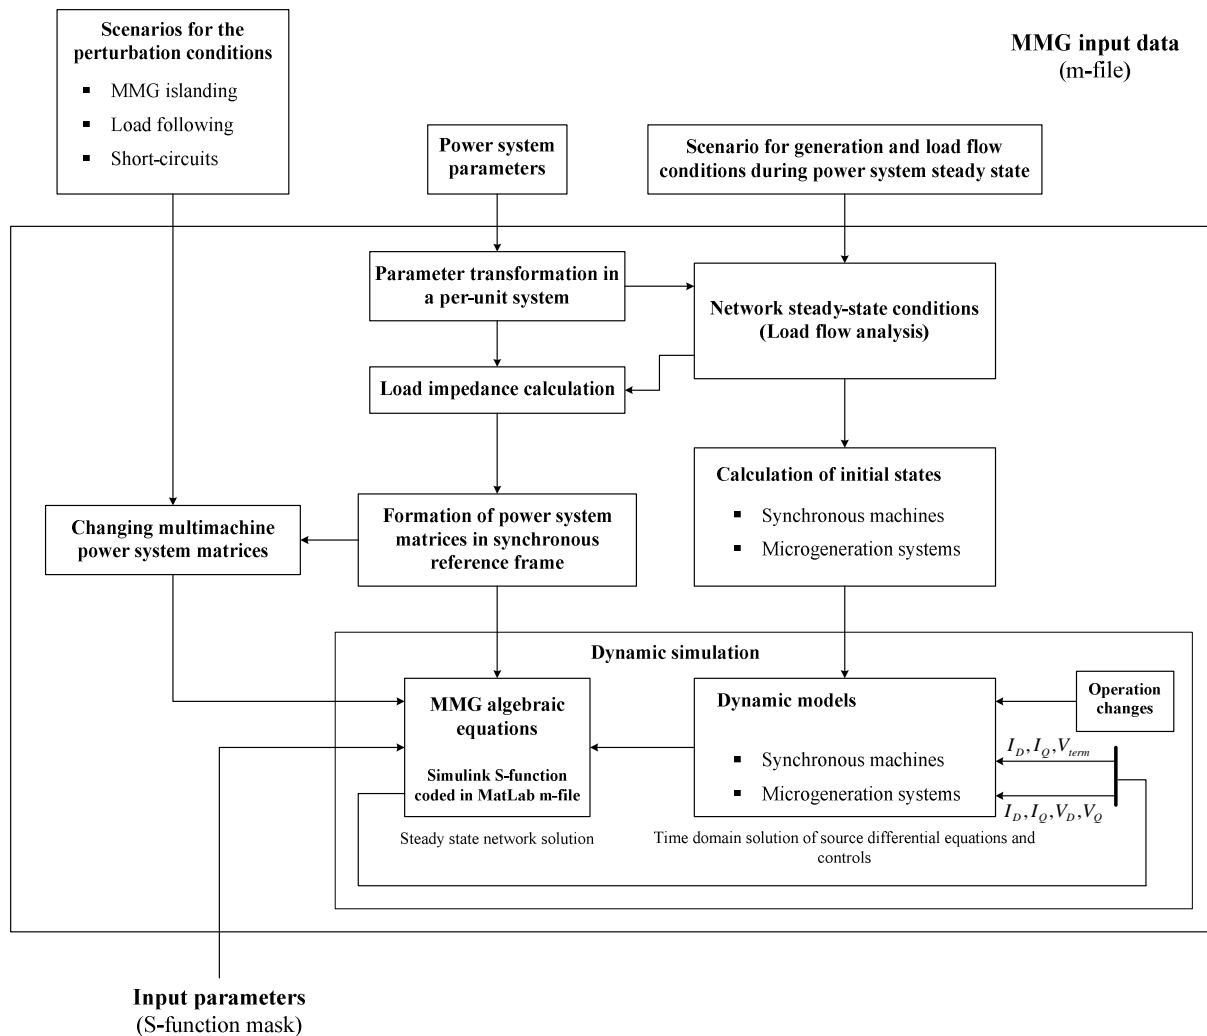 Scenarios for the
perturbation conditions
▪ MMG islanding
▪ Load following
▪ Short-circuits
MMG input data
(m-file)
Power system
parameters
Scenario for generation and load flow
conditions during power system steady state
Parameter transformation in
a per-unit system
Network steady-state conditions
(Load flow analysis)
Load impedance calculation
Calculation of initial states
▪ Synchronous machines
▪ Microgeneration systems
Changing multimachine
power system matrices
Formation of power system
matrices in synchronous
reference frame
Dynamic simulation
MMG algebraic
equations
Simulink S-function
coded in MatLab m-file
Steady state network solution
Dynamic models
▪ Synchronous machines
▪ Microgeneration systems
Time domain solution of source differential equations and
controls
Operation
changes
I_D, I_Q, V_term
I_D, I_Q, V_D, V_Q
Input parameters
(S-function mask)